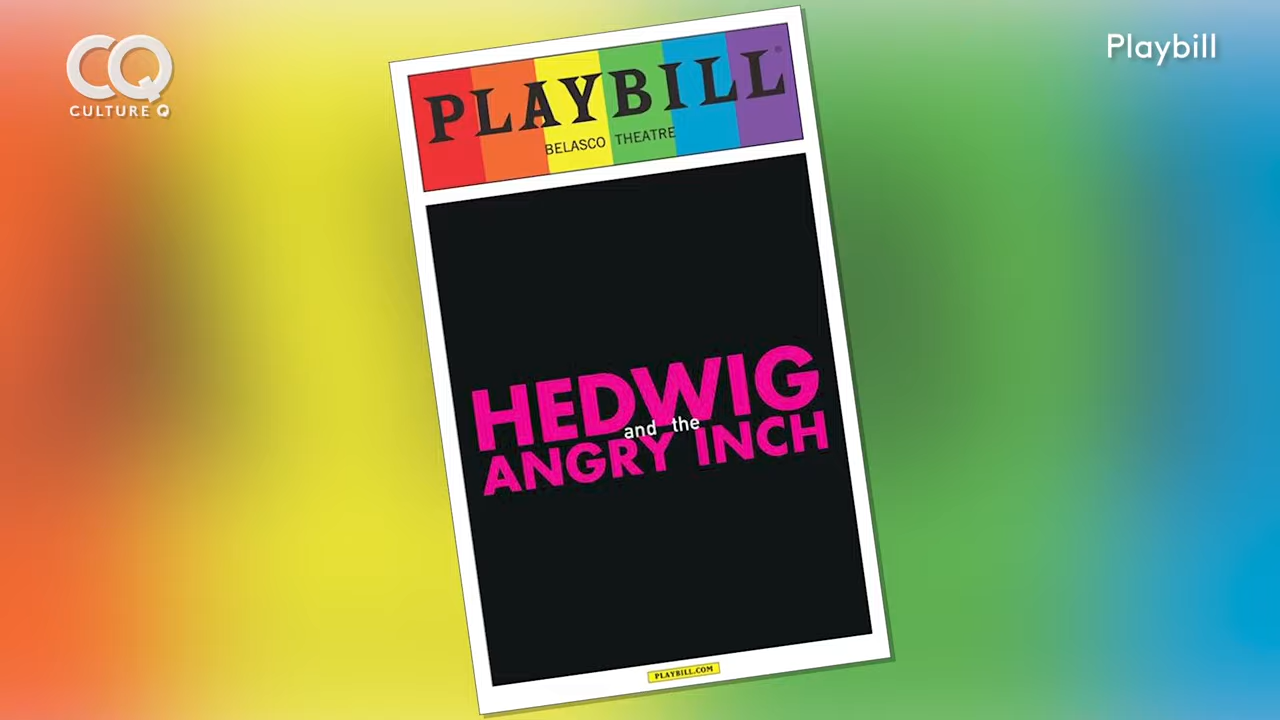 CQ
CULTURE Q
Playbill
PLAYBILL®
BELASCO THEATRE
HEDWIG
and the
ANGRY INCH
PLAYBILL.COM